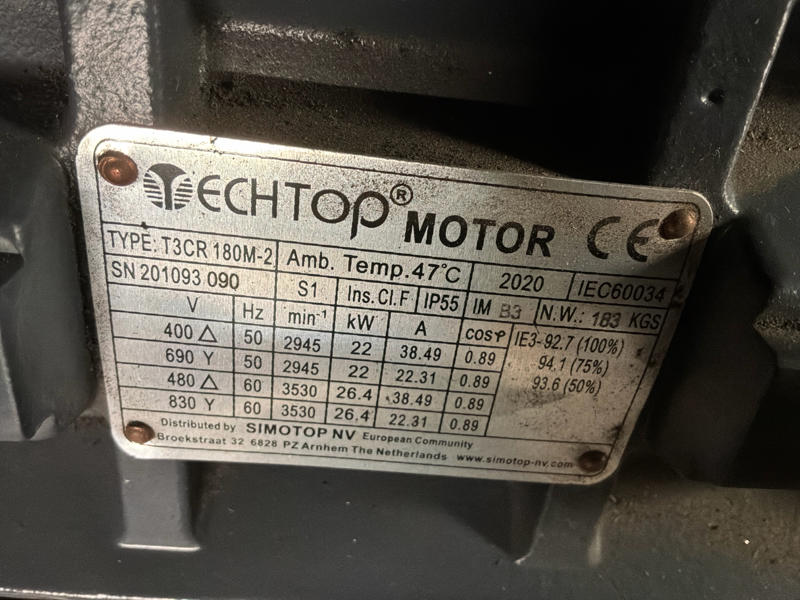 TECHTOP® MOTOR CE
TYPE: T3CR 180M-2 Amb. Temp. 47°C 2020 IEC60034
SN 201093 090 S1 Ins. Cl. F IP55 IM B3 N.W.: 183 KGS
V Hz min⁻¹ kW A cosφ IE3-92.7 (100%)
400 △ 50 2945 22 38.49 0.89 94.1 (75%)
690 Y 50 2945 22 22.31 0.89 93.6 (50%)
480 △ 60 3530 26.4 38.49 0.89
830 Y 60 3530 26.4 22.31 0.89
Distributed by SIMOTOP NV European Community
Broekstraat 32 6828 PZ Arnhem The Netherlands www.simotop-nv.com